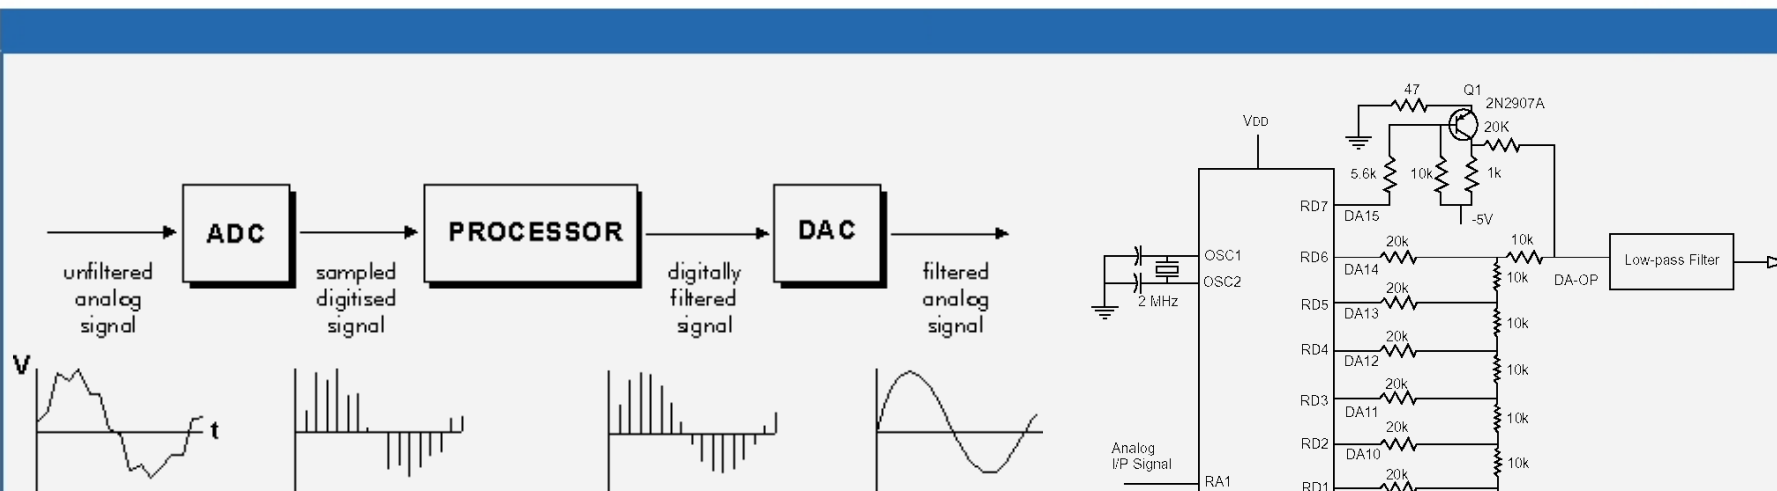 ADC
PROCESSOR
DAC
unfiltered
analog
signal
sampled
digitised
signal
digitally
filtered
signal
filtered
analog
signal
V
t
47
Q1
2N2907A
20K
VDD
5.6k
10k
1k
RD7
DA15
-5V
OSC1
OSC2
2 MHz
RD6
20k
DA14
10k
10k
DA-OP
Low-pass Filter
RD5
20k
DA13
10k
RD4
20k
DA12
10k
RD3
20k
DA11
10k
RD2
20k
DA10
10k
Analog
I/P Signal
RA1
RD1
20k